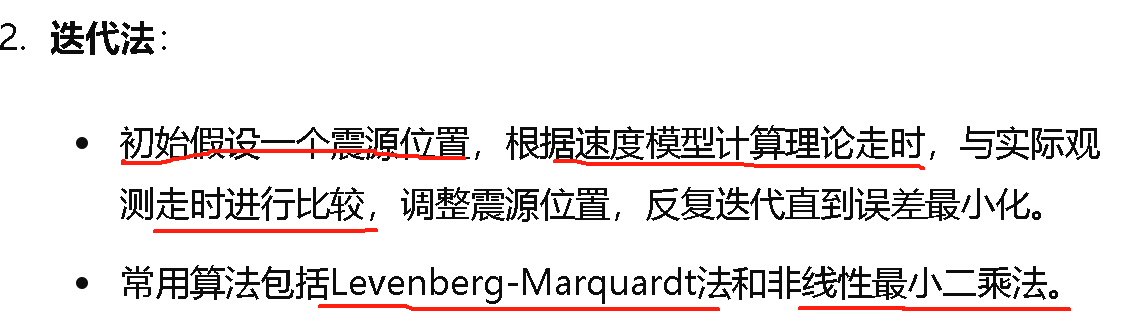 2. 迭代法：
• 初始假设一个震源位置，根据速度模型计算理论走时，与实际观
测走时进行比较，调整震源位置，反复迭代直到误差最小化。
• 常用算法包括Levenberg-Marquardt法和非线性最小二乘法。